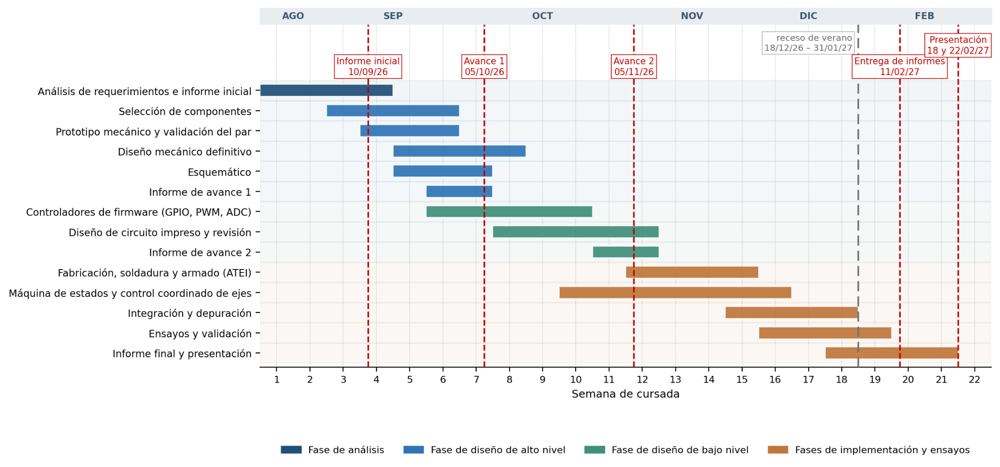 AGO SEP OCT NOV DIC FEB
receso de verano
18/12/26 – 31/01/27
Presentación
18 y 22/02/27
Informe inicial
10/09/26
Avance 1
05/10/26
Avance 2
05/11/26
Entrega de informes
11/02/27
Análisis de requerimientos e informe inicial
Selección de componentes
Prototipo mecánico y validación del par
Diseño mecánico definitivo
Esquemático
Informe de avance 1
Controladores de firmware (GPIO, PWM, ADC)
Diseño de circuito impreso y revisión
Informe de avance 2
Fabricación, soldadura y armado (ATEI)
Máquina de estados y control coordinado de ejes
Integración y depuración
Ensayos y validación
Informe final y presentación
1 2 3 4 5 6 7 8 9 10 11 12 13 14 15 16 17 18 19 20 21 22
Semana de cursada
Fase de análisis
Fase de diseño de alto nivel
Fase de diseño de bajo nivel
Fases de implementación y ensayos